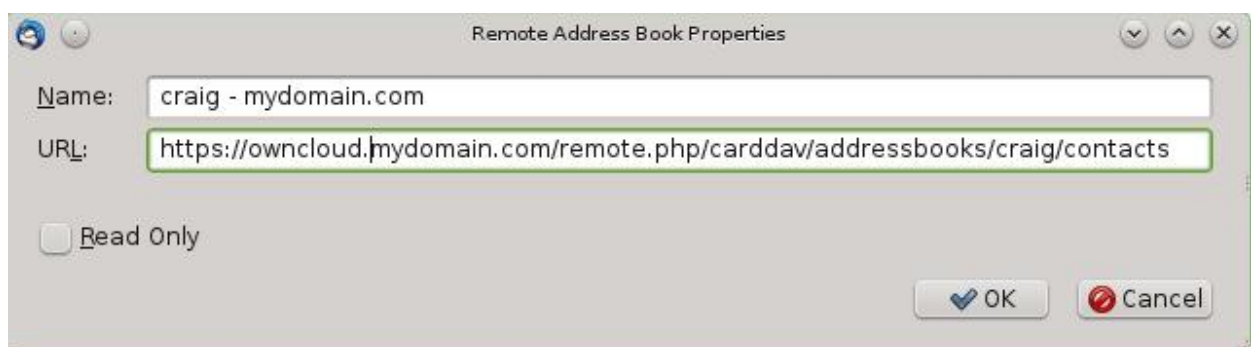 Remote Address Book Properties
Name: craig - mydomain.com
URL: https://owncloud.mydomain.com/remote.php/carddav/addressbooks/craig/contacts
Read Only
OK Cancel